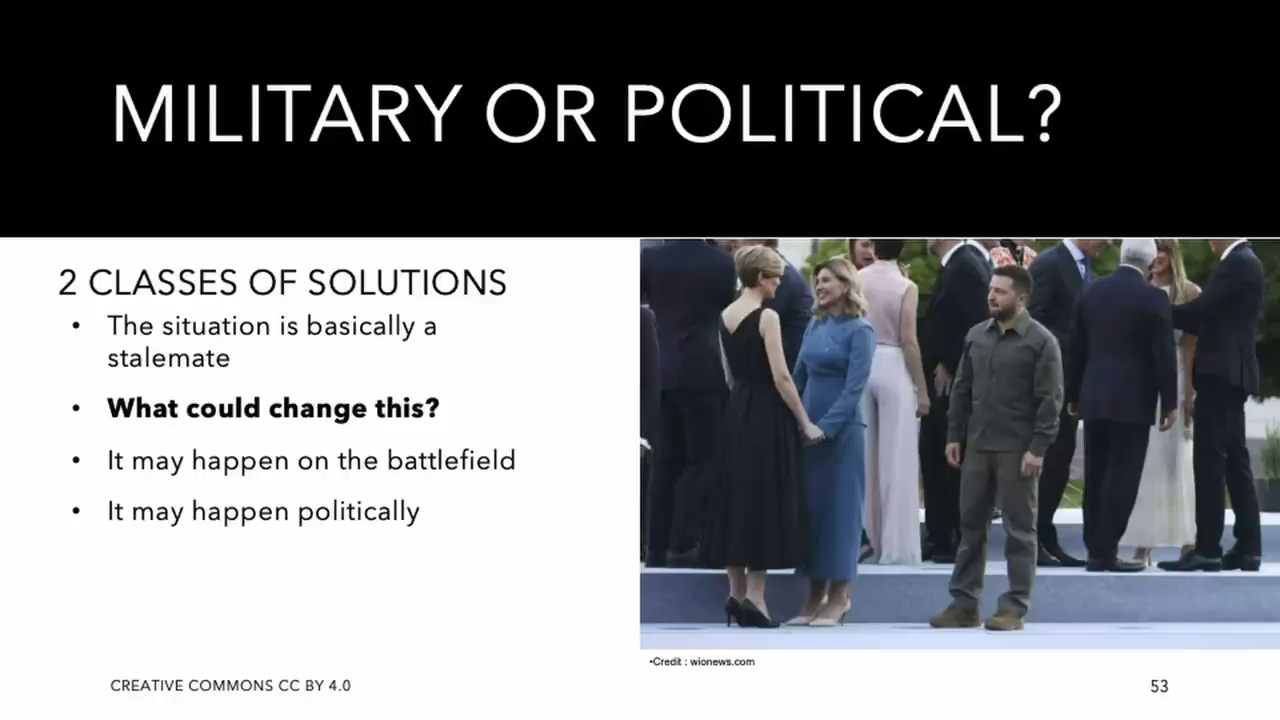 MILITARY OR POLITICAL?
2 CLASSES OF SOLUTIONS
• The situation is basically a
stalemate
• What could change this?
• It may happen on the battlefield
• It may happen politically
•Credit : wionews.com
CREATIVE COMMONS CC BY 4.0
53